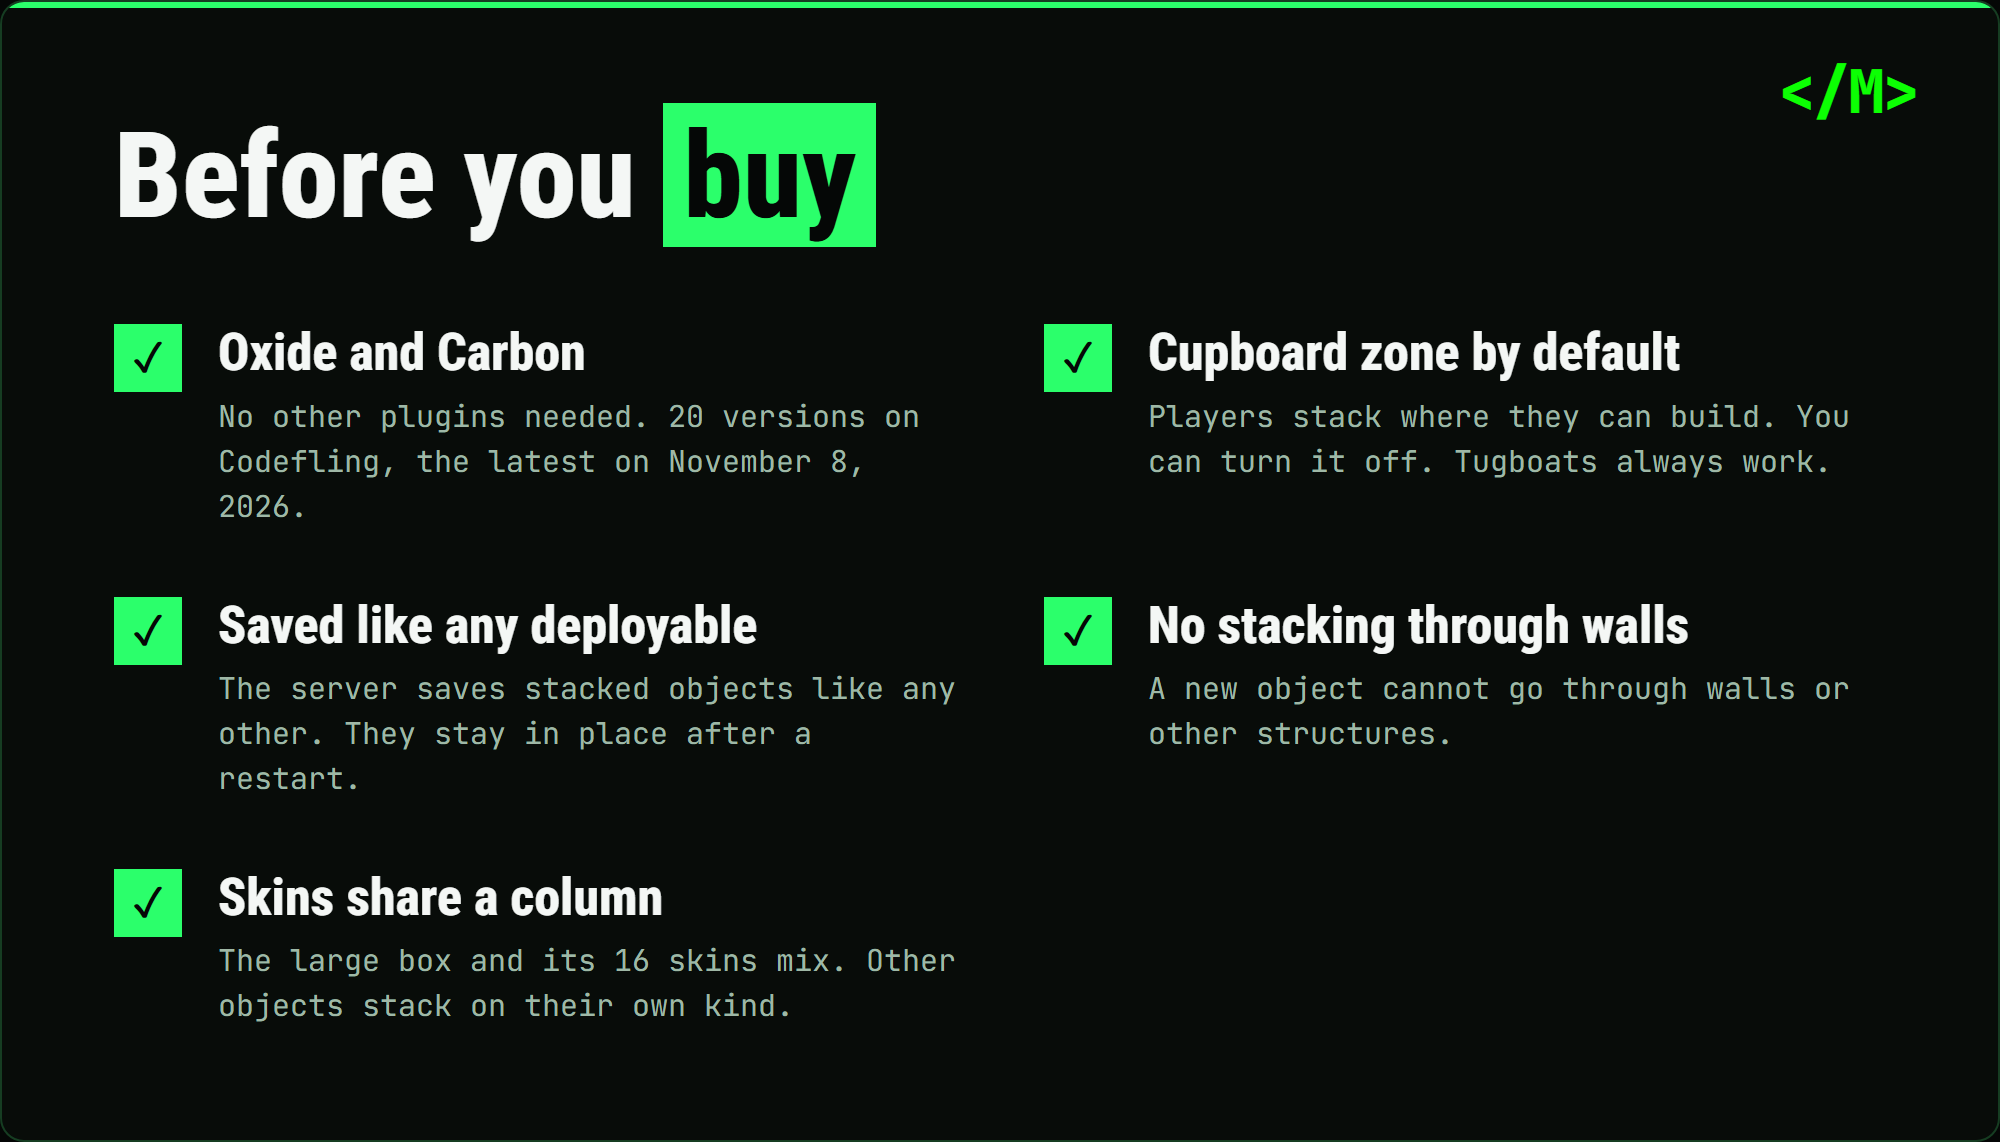 </M>
Before you buy
✓ Oxide and Carbon
No other plugins needed. 20 versions on
Codefling, the latest on November 8,
2026.
✓ Cupboard zone by default
Players stack where they can build. You
can turn it off. Tugboats always work.
✓ Saved like any deployable
The server saves stacked objects like any
other. They stay in place after a
restart.
✓ No stacking through walls
A new object cannot go through walls or
other structures.
✓ Skins share a column
The large box and its 16 skins mix. Other
objects stack on their own kind.